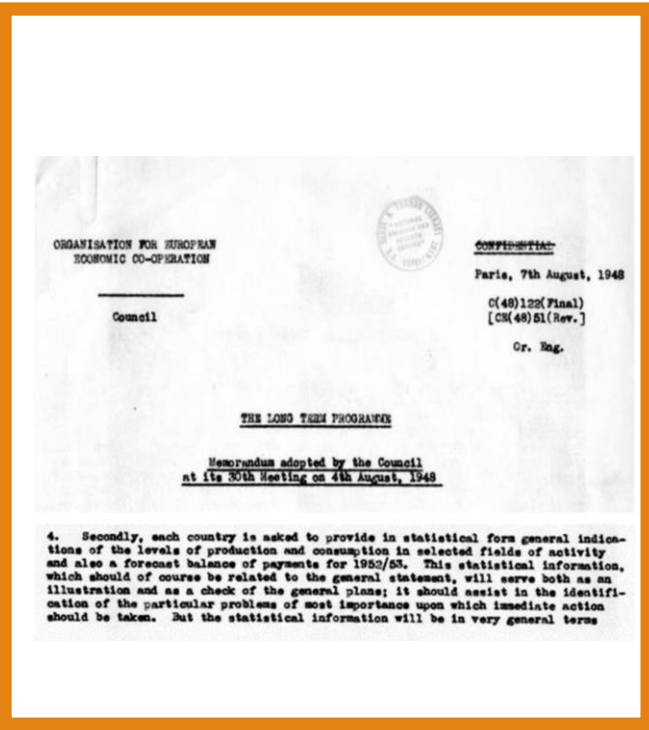 ORGANISATION FOR EUROPEAN
ECONOMIC CO-OPERATION
Council
CONFIDENTIAL
Paris, 7th August, 1948
C(48)122(Final)
[CE(48)51(Rev.]
Or. Eng.
THE LONG TERM PROGRAMME
Memorandum adopted by the Council
at its 30th Meeting on 4th August, 1948
4. Secondly, each country is asked to provide in statistical form general indica-
tions of the levels of production and consumption in selected fields of activity
and also a forecast balance of payments for 1952/53. This statistical information,
which should of course be related to the general statement, will serve both as an
illustration and as a check of the general plans; it should assist in the identifi-
cation of the particular problems of most importance upon which immediate action
should be taken. But the statistical information will be in very general terms